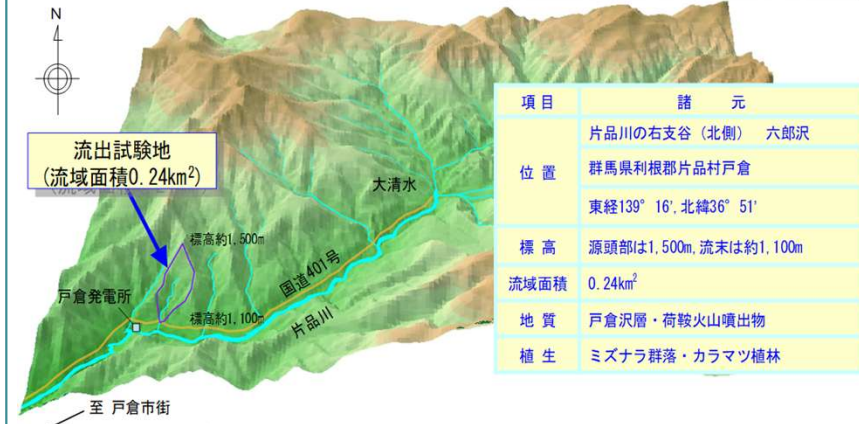 N
流出試験地
(流域面積0.24km²)
大清水
標高約1,500m
国道401号
戸倉発電所
標高約1,100m
片品川
至 戸倉市街
項目 諸 元
位置 片品川の右支谷（北側） 六郎沢
群馬県利根郡片品村戸倉
東経139° 16′, 北緯36° 51′
標高 源頭部は1,500m, 流末は約1,100m
流域面積 0.24km²
地質 戸倉沢層・荷鞍火山噴出物
植生 ミズナラ群落・カラマツ植林